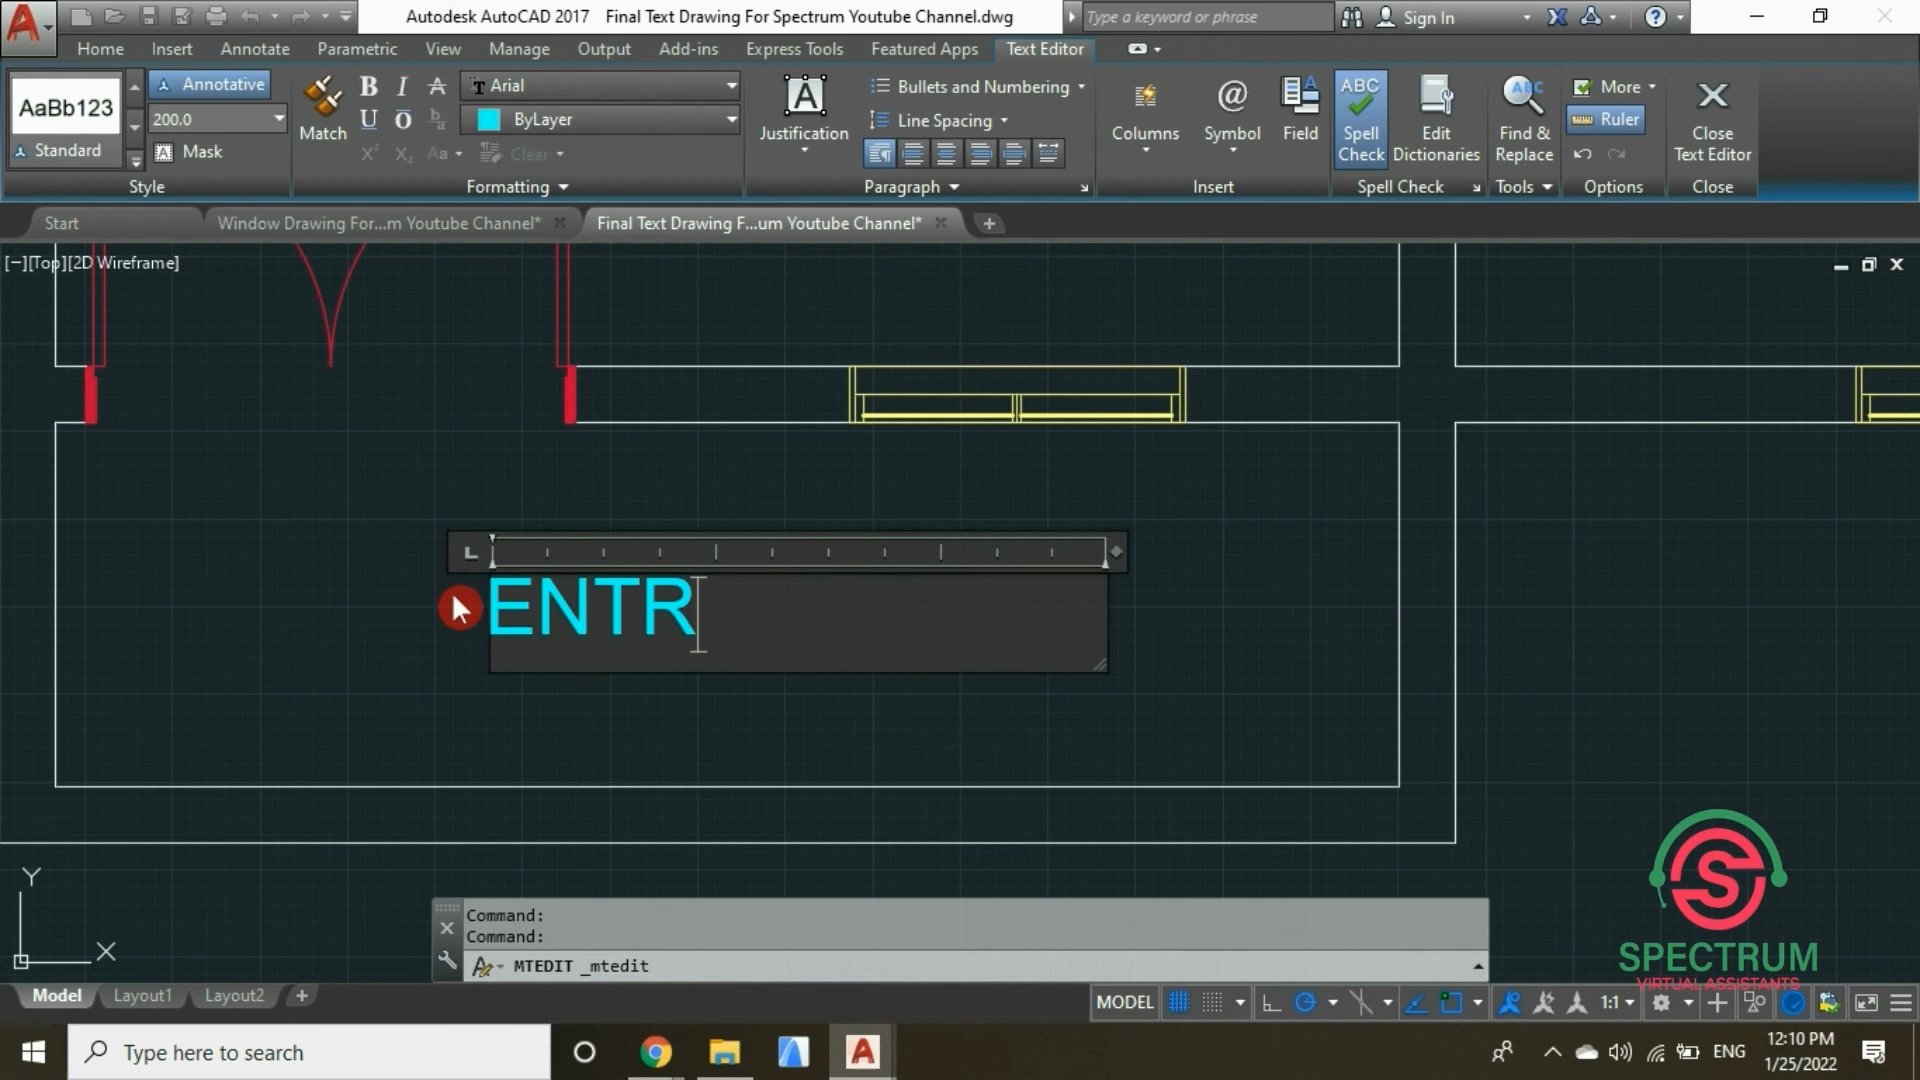 Autodesk AutoCAD 2017 Final Text Drawing For Spectrum Youtube Channel.dwg
Type a keyword or phrase
Sign In
Home Insert Annotate Parametric View Manage Output Add-ins Express Tools Featured Apps Text Editor
AaBb123
Standard
Annotative
200.0
Mask
Style
Match
B I A
U O b/a
X² X₂ Aa Clear
Arial
ByLayer
Formatting
A
Justification
Bullets and Numbering
Line Spacing
Paragraph
Columns
@
Symbol
Field
Insert
ABC
Spell
Check
Edit
Dictionaries
Spell Check
ABC
Find &
Replace
Tools
More
Ruler
Options
Close
Text Editor
Close
Start
Window Drawing For...m Youtube Channel*
Final Text Drawing F...um Youtube Channel*
[−][Top][2D Wireframe]
L
ENTR
Y
X
Command:
Command:
MTEDIT _mtedit
SPECTRUM
VIRTUAL ASSISTANTS
Model Layout1 Layout2 +
MODEL
1:1
Type here to search
ENG
12:10 PM
1/25/2022